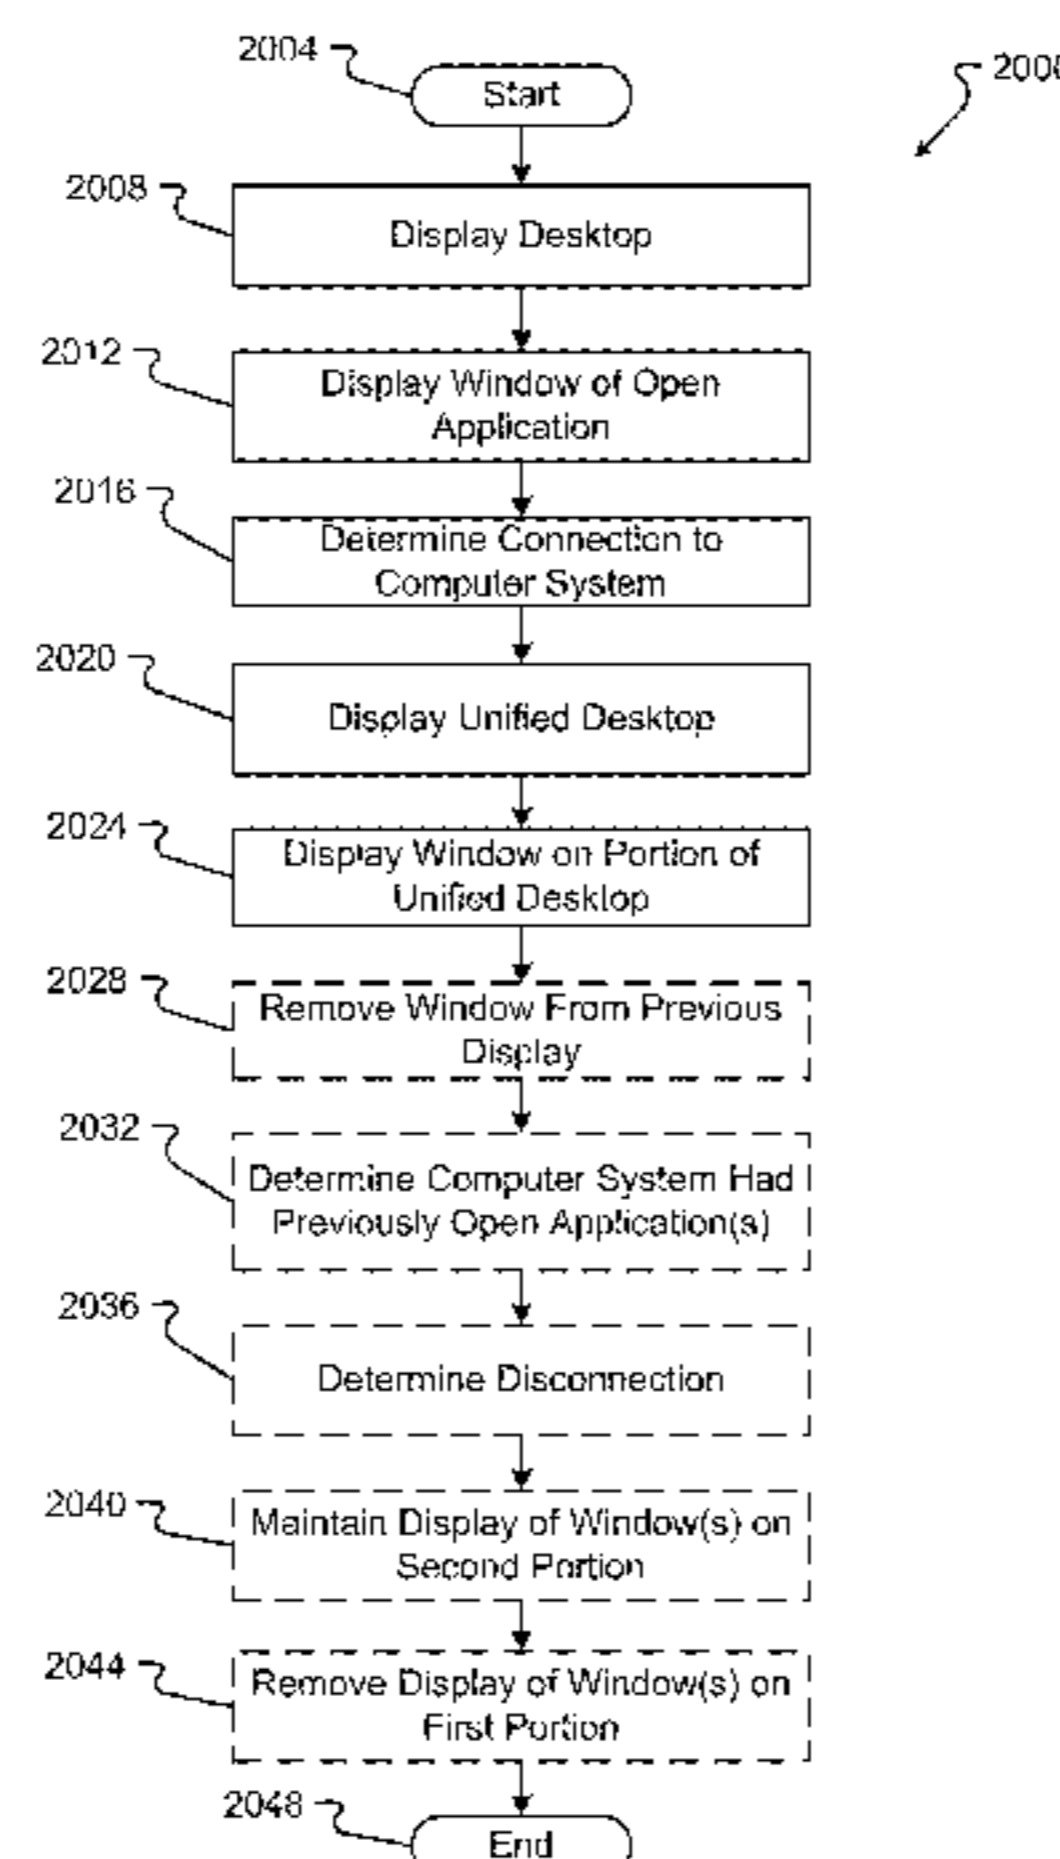 2004
Start
2008
Display Desktop
2012
Display Window of Open
Application
2016
Determine Connection to
Computer System
2020
Display Unified Desktop
2024
Display Window on Portion of
Unified Desktop
2028
Remove Window From Previous
Display
2032
Determine Computer System Had
Previously Open Application(s)
2036
Determine Disconnection
2040
Maintain Display of Window(s) on
Second Portion
2044
Remove Display of Window(s) on
First Portion
2048
End